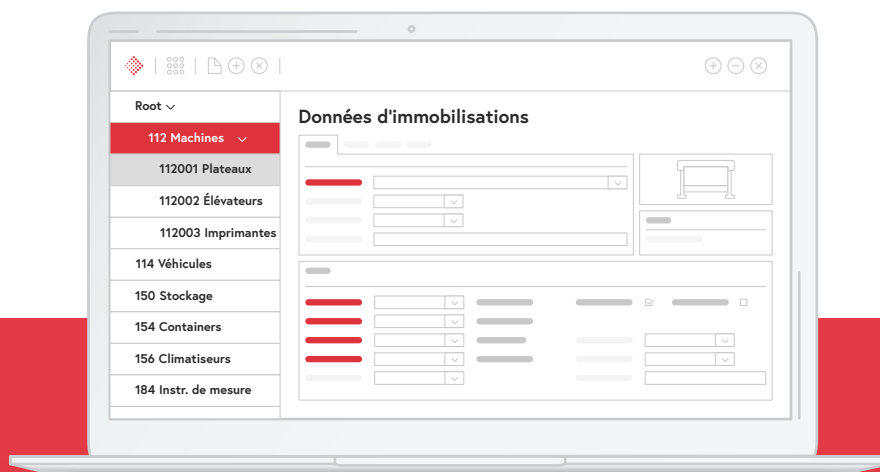 Root
Données d'immobilisations
112 Machines
112001 Plateaux
112002 Élévateurs
112003 Imprimantes
114 Véhicules
150 Stockage
154 Containers
156 Climatiseurs
184 Instr. de mesure